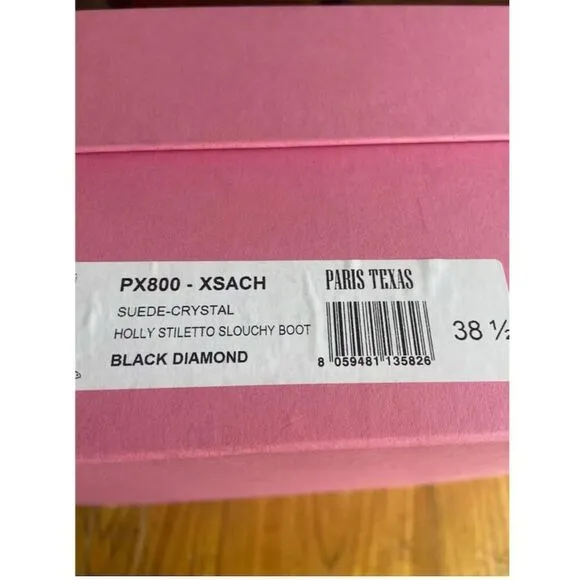 PX800 - XSACH
SUEDE-CRYSTAL
HOLLY STILETTO SLOUCHY BOOT
BLACK DIAMOND
PARIS TEXAS
8 059481 135826
38 ½